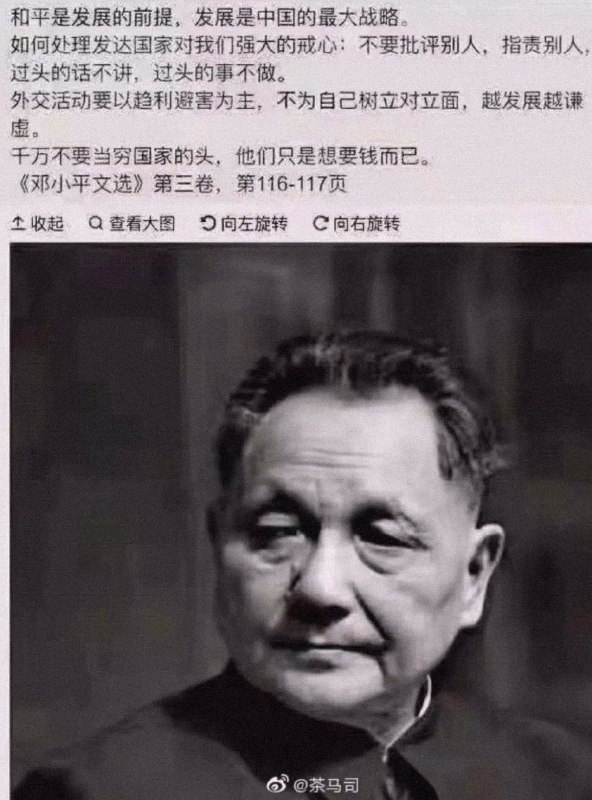 和平是发展的前提，发展是中国的最大战略。
如何处理发达国家对我们强大的戒心：不要批评别人，指责别人，
过头的话不讲，过头的事不做。
外交活动要以趋利避害为主，不为自己树立对立面，越发展越谦
虚。
千万不要当穷国家的头，他们只是想要钱而已。
《邓小平文选》第三卷，第116-117页
收起 查看大图 向左旋转 向右旋转
@茶马司